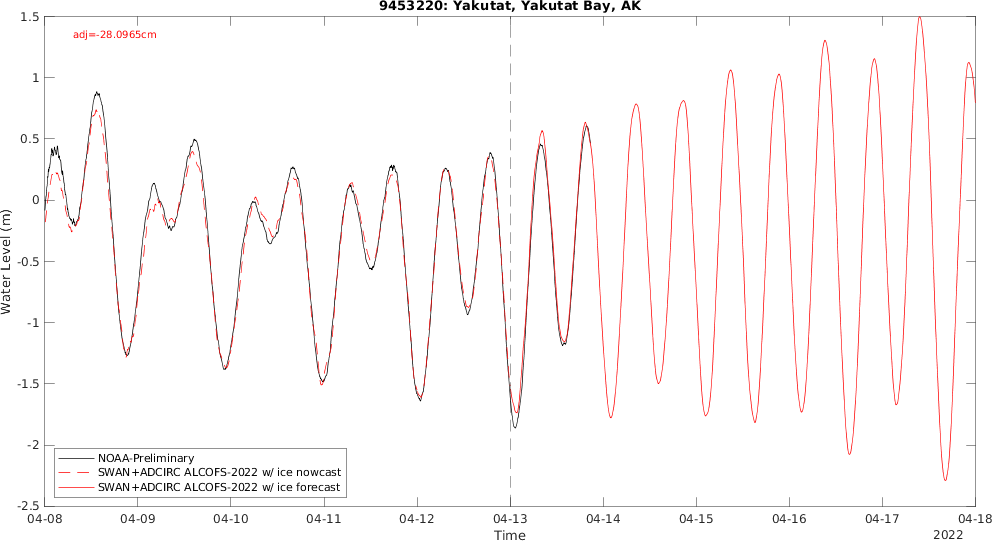 9453220: Yakutat, Yakutat Bay, AK
adj=-28.0965cm
1.5
1
0.5
0
-0.5
-1
-1.5
-2
-2.5
Water Level (m)
NOAA-Preliminary
SWAN+ADCIRC ALCOFS-2022 w/ ice nowcast
SWAN+ADCIRC ALCOFS-2022 w/ ice forecast
04-08 04-09 04-10 04-11 04-12 04-13 04-14 04-15 04-16 04-17 04-18
Time
2022